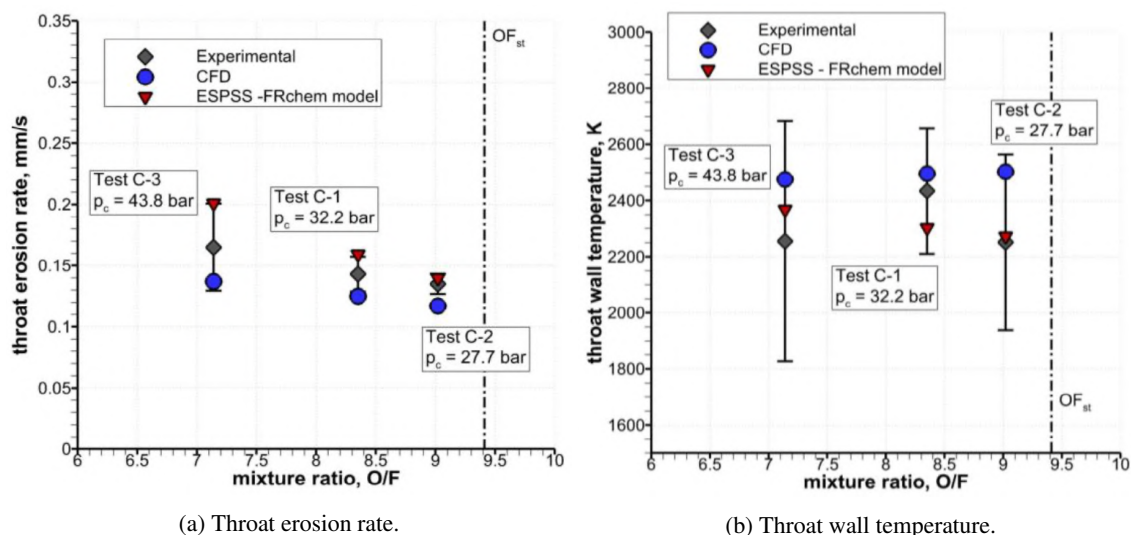 0.35
0.3
0.25
0.2
0.15
0.1
0.05
0
throat erosion rate, mm/s
Experimental
CFD
ESPSS -FRchem model
OF_st
Test C-3
p_c = 43.8 bar
Test C-1
p_c = 32.2 bar
Test C-2
p_c = 27.7 bar
6 6.5 7 7.5 8 8.5 9 9.5 10
mixture ratio, O/F
(a) Throat erosion rate.
3000
2800
2600
2400
2200
2000
1800
1600
throat wall temperature, K
Experimental
CFD
ESPSS - FRchem model
Test C-2
p_c = 27.7 bar
Test C-3
p_c = 43.8 bar
Test C-1
p_c = 32.2 bar
OF_st
6 6.5 7 7.5 8 8.5 9 9.5 10
mixture ratio, O/F
(b) Throat wall temperature.